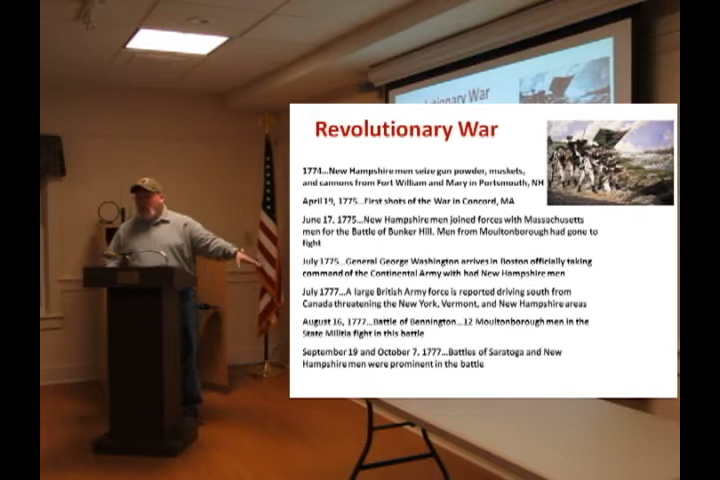 utionary War
Revolutionary War
1774...New Hampshire men seize gun powder, muskets,
and cannons from Fort William and Mary in Portsmouth, NH
April 19, 1775...First shots of the War in Concord, MA
June 17, 1775...New Hampshire men joined forces with Massachusetts
men for the Battle of Bunker Hill. Men from Moultonborough had gone to
fight
July 1775...General George Washington arrives in Boston officially taking
command of the Continental Army with had New Hampshire men
July 1777...A large British Army force is reported driving south from
Canada threatening the New York, Vermont, and New Hampshire areas
August 16, 1777...Battle of Bennington...12 Moultonborough men in the
State Militia fight in this battle
September 19 and October 7, 1777...Battles of Saratoga and New
Hampshire men were prominent in the battle